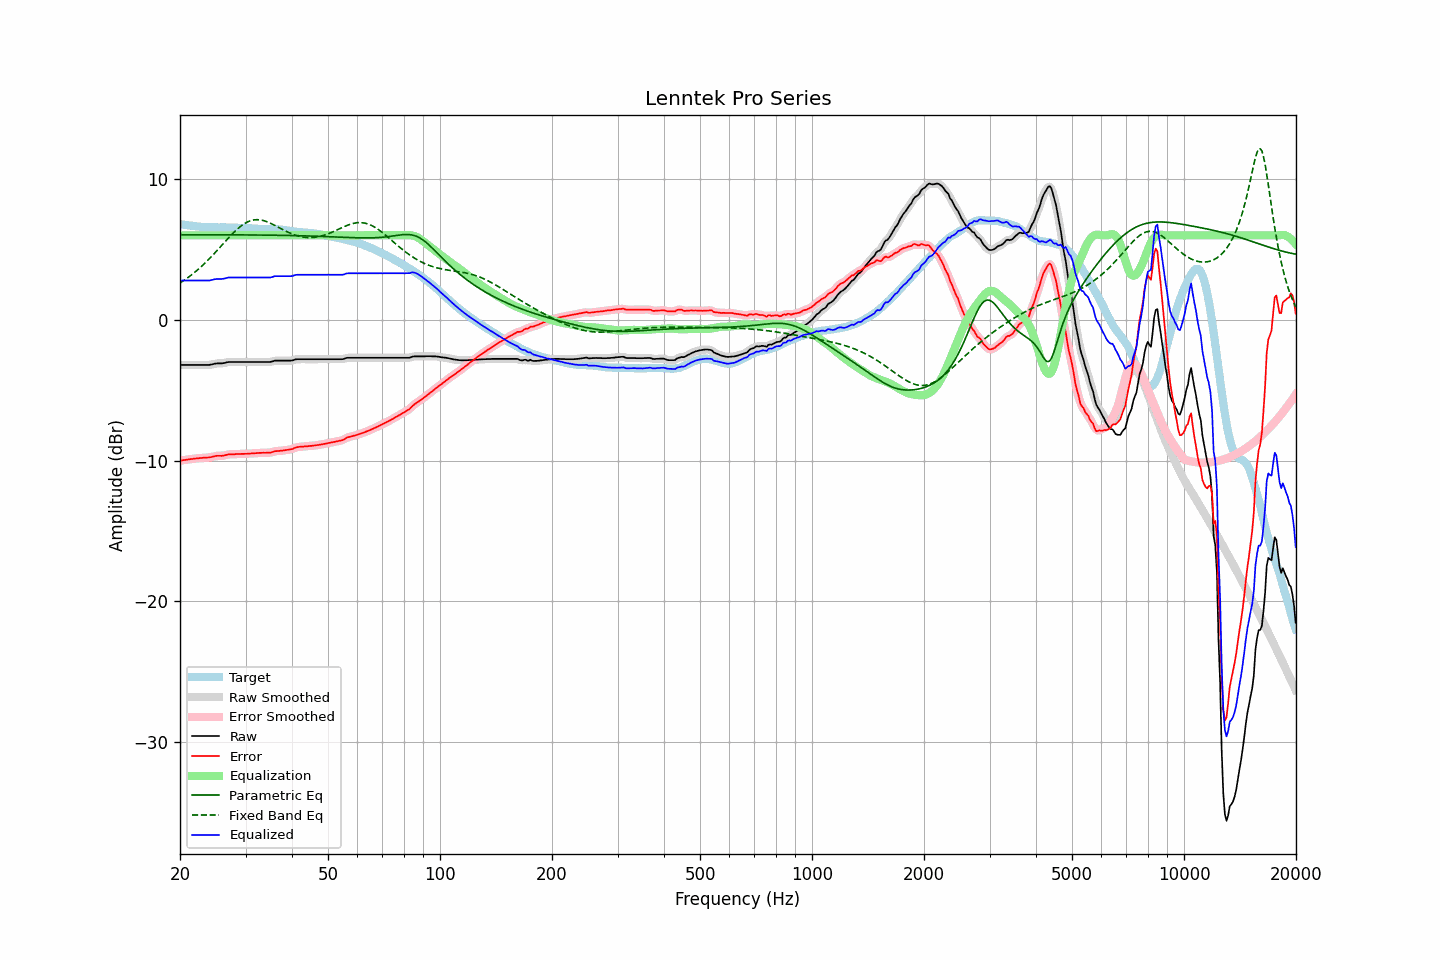 Lenntek Pro Series
Amplitude (dBr)
10
0
−10
−20
−30
Target
Raw Smoothed
Error Smoothed
Raw
Error
Equalization
Parametric Eq
Fixed Band Eq
Equalized
20 50 100 200 500 1000 2000 5000 10000 20000
Frequency (Hz)